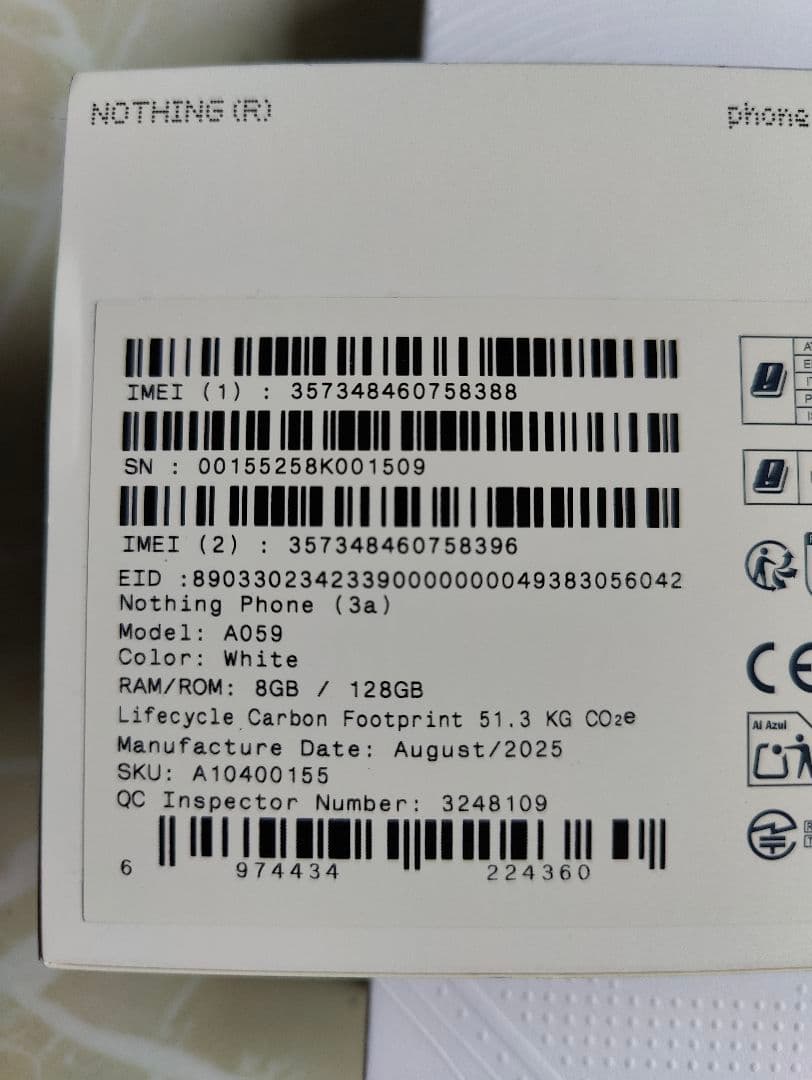 NOTHING (R)
phone
IMEI (1) : 357348460758388
SN : 00155258K001509
IMEI (2) : 357348460758396
EID :89033023423390000000049383056042
Nothing Phone (3a)
Model: A059
Color: White
RAM/ROM: 8GB / 128GB
Lifecycle Carbon Footprint 51.3 KG CO₂e
Manufacture Date: August/2025
SKU: A10400155
QC Inspector Number: 3248109
6 974434 224360
CE
Al Azul